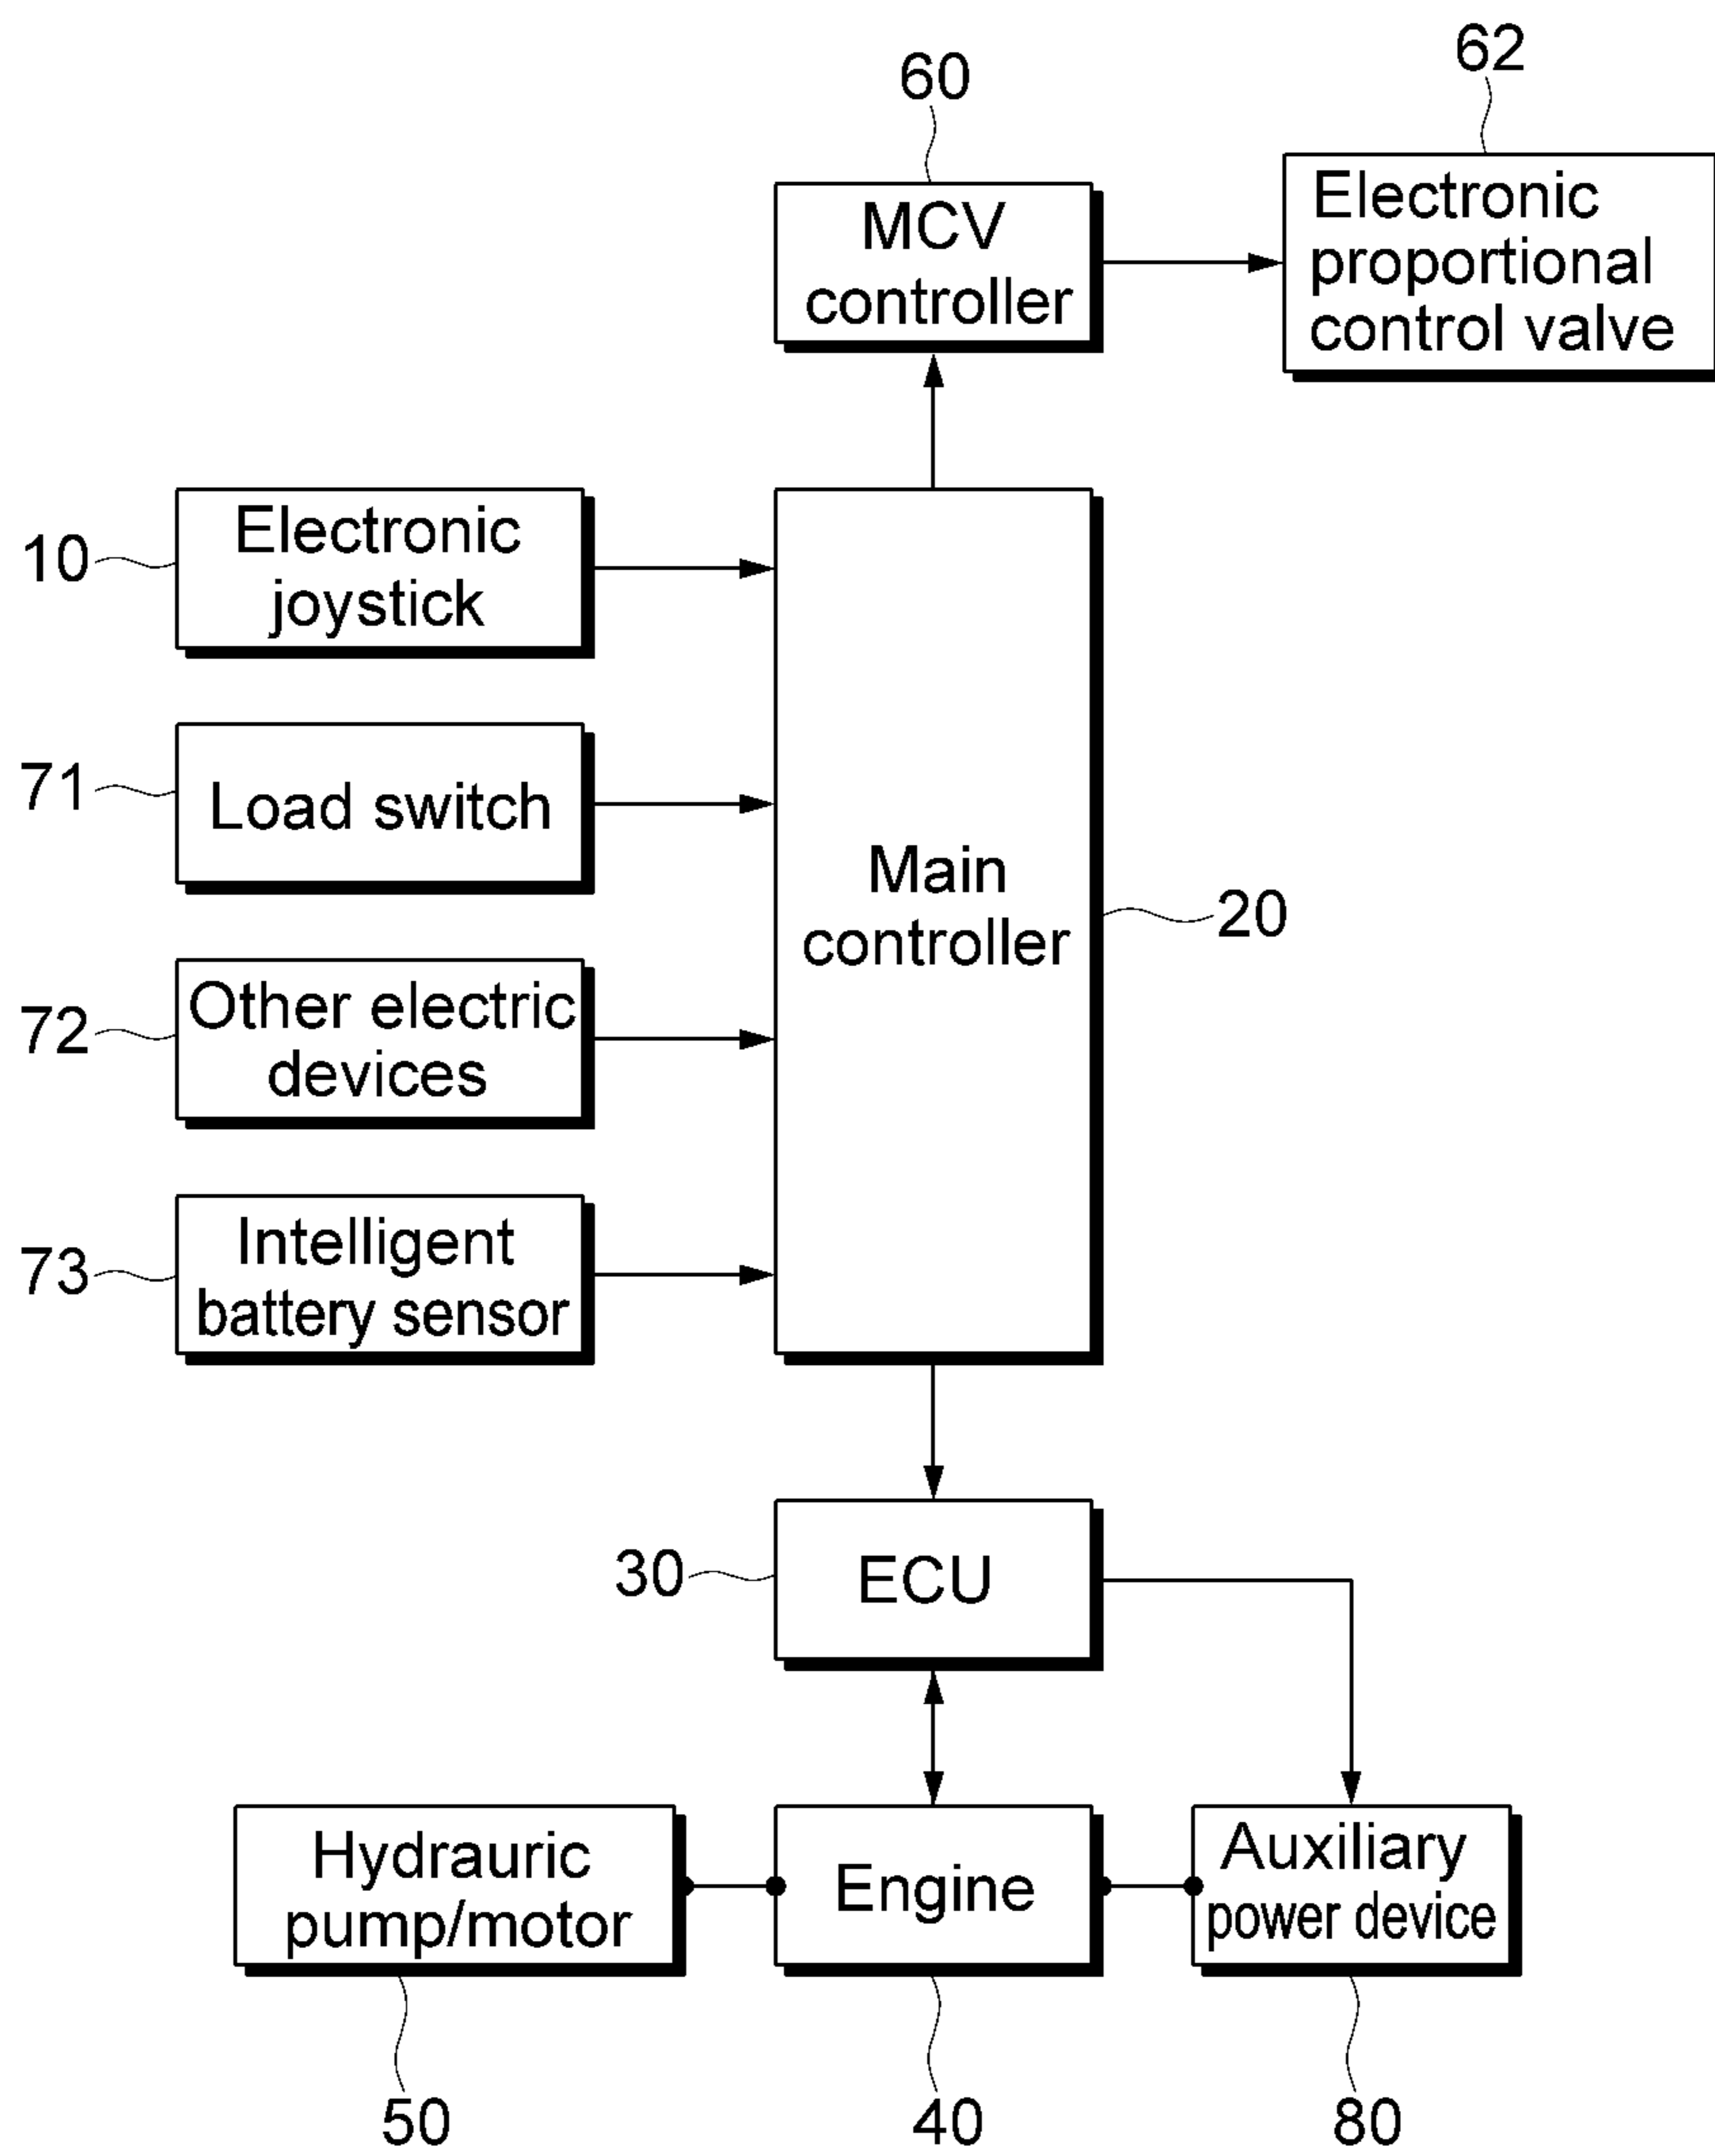 62
60
MCV
controller
Electronic
proportional
control valve
10
Electronic
joystick
71
Load switch
Main
controller
20
72
Other electric
devices
73
Intelligent
battery sensor
30
ECU
Hydrauric
pump/motor
Engine
Auxiliary
power device
50
40
80